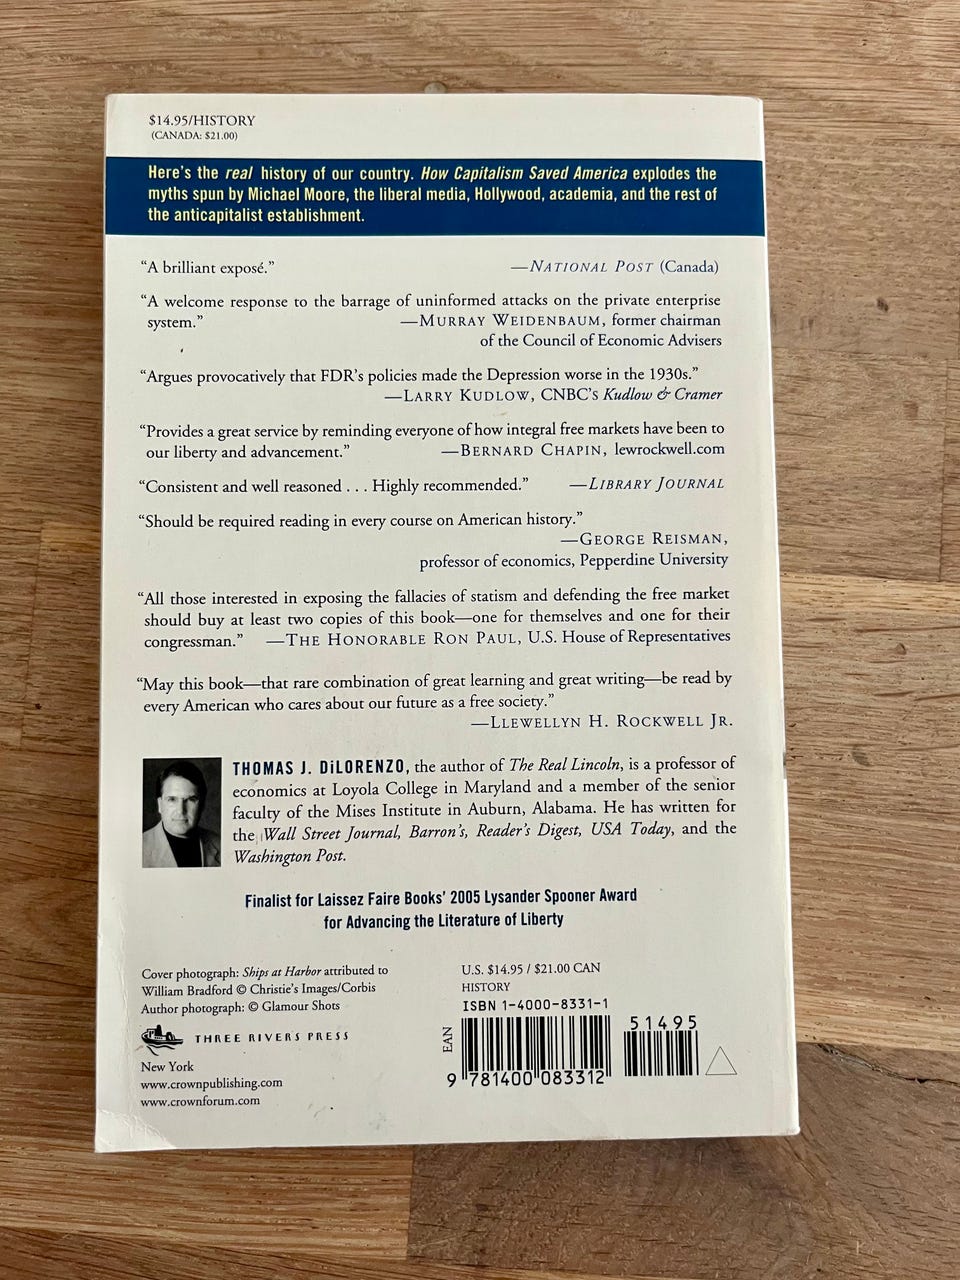 $14.95/HISTORY
(CANADA: $21.00)
Here's the real history of our country. How Capitalism Saved America explodes the
myths spun by Michael Moore, the liberal media, Hollywood, academia, and the rest of
the anticapitalist establishment.
“A brilliant exposé.” —NATIONAL POST (Canada)
“A welcome response to the barrage of uninformed attacks on the private enterprise
system.” —MURRAY WEIDENBAUM, former chairman
of the Council of Economic Advisers
“Argues provocatively that FDR's policies made the Depression worse in the 1930s.”
—LARRY KUDLOW, CNBC's Kudlow & Cramer
“Provides a great service by reminding everyone of how integral free markets have been to
our liberty and advancement.” —BERNARD CHAPIN, lewrockwell.com
“Consistent and well reasoned . . . Highly recommended.” —LIBRARY JOURNAL
“Should be required reading in every course on American history.”
—GEORGE REISMAN,
professor of economics, Pepperdine University
“All those interested in exposing the fallacies of statism and defending the free market
should buy at least two copies of this book—one for themselves and one for their
congressman.” —THE HONORABLE RON PAUL, U.S. House of Representatives
“May this book—that rare combination of great learning and great writing—be read by
every American who cares about our future as a free society.”
—LLEWELLYN H. ROCKWELL JR.
THOMAS J. DiLORENZO, the author of The Real Lincoln, is a professor of
economics at Loyola College in Maryland and a member of the senior
faculty of the Mises Institute in Auburn, Alabama. He has written for
the Wall Street Journal, Barron's, Reader's Digest, USA Today, and the
Washington Post.
Finalist for Laissez Faire Books' 2005 Lysander Spooner Award
for Advancing the Literature of Liberty
Cover photograph: Ships at Harbor attributed to
William Bradford © Christie's Images/Corbis
Author photograph: © Glamour Shots
THREE RIVERS PRESS
New York
www.crownpublishing.com
www.crownforum.com
U.S. $14.95 / $21.00 CAN
HISTORY
ISBN 1-4000-8331-1
EAN
51495
9 781400 083312